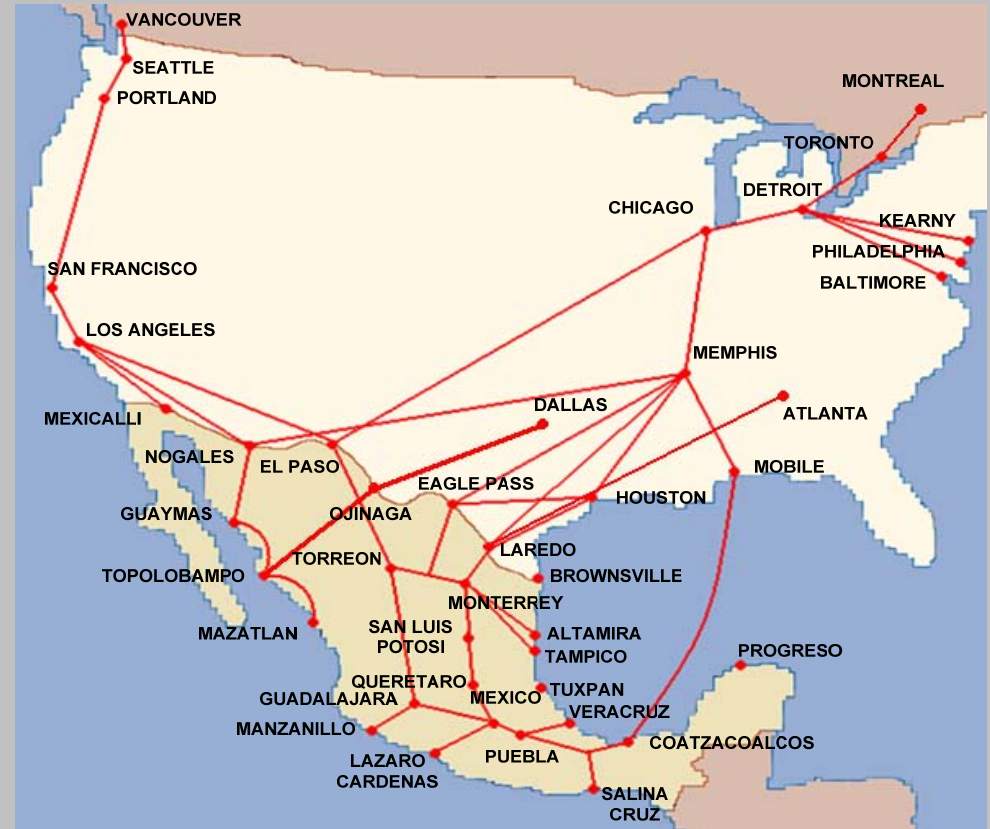 VANCOUVER
SEATTLE
PORTLAND
MONTREAL
TORONTO
DETROIT
CHICAGO
KEARNY
PHILADELPHIA
BALTIMORE
SAN FRANCISCO
LOS ANGELES
MEMPHIS
DALLAS
ATLANTA
MEXICALLI
NOGALES
EL PASO
MOBILE
EAGLE PASS
HOUSTON
GUAYMAS
OJINAGA
LAREDO
TORREON
TOPOLOBAMPO
BROWNSVILLE
MONTERREY
MAZATLAN
SAN LUIS
POTOSI
ALTAMIRA
TAMPICO
PROGRESO
QUERETARO
GUADALAJARA
MEXICO
TUXPAN
VERACRUZ
MANZANILLO
COATZACOALCOS
PUEBLA
LAZARO
CARDENAS
SALINA
CRUZ